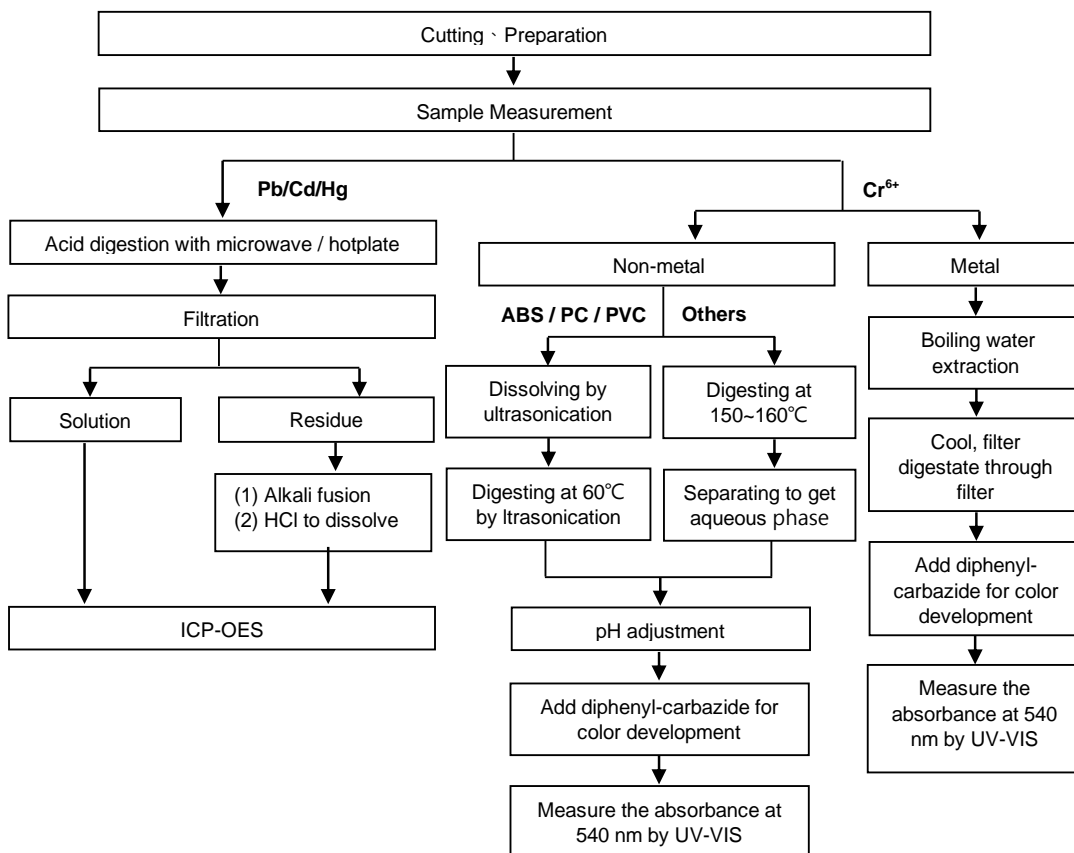 Cutting、Preparation
Sample Measurement
Pb/Cd/Hg
Cr6+
Acid digestion with microwave / hotplate
Non-metal
Metal
Filtration
ABS / PC / PVC
Others
Boiling water
extraction
Solution
Residue
Dissolving by
ultrasonication
Digesting at
150~160℃
Cool, filter
digestate through
filter
(1) Alkali fusion
(2) HCl to dissolve
Digesting at 60℃
by ltrasonication
Separating to get
aqueous phase
Add diphenyl-
carbazide for color
development
ICP-OES
pH adjustment
Measure the
absorbance at 540
nm by UV-VIS
Add diphenyl-carbazide for
color development
Measure the absorbance at
540 nm by UV-VIS